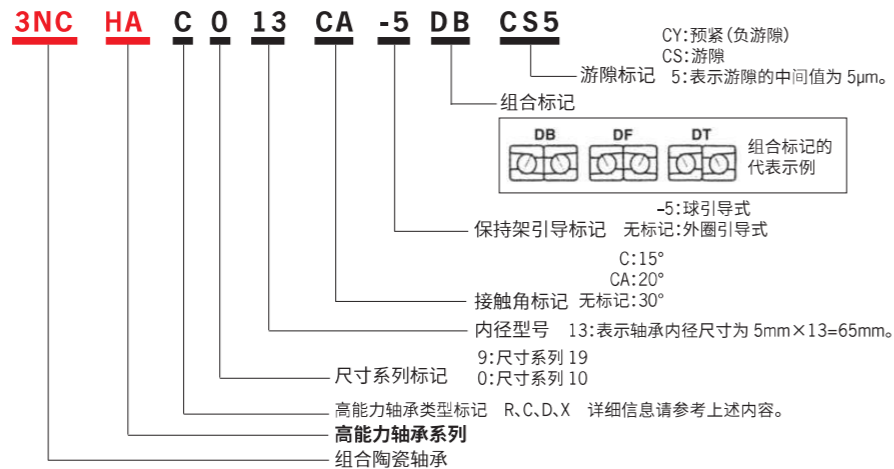 3NC HA C 0 13 CA -5 DB CS5
CY:预紧(负游隙)
CS:游隙
游隙标记 5:表示游隙的中间值为 5μm。
组合标记
DB DF DT
组合标记的
代表示例
-5:球引导式
保持架引导标记 无标记:外圈引导式
C:15°
CA:20°
接触角标记 无标记:30°
内径型号 13:表示轴承内径尺寸为 5mm×13=65mm。
9:尺寸系列 19
尺寸系列标记 0:尺寸系列 10
高能力轴承类型标记 R、C、D、X 详细信息请参考上述内容。
高能力轴承系列
组合陶瓷轴承